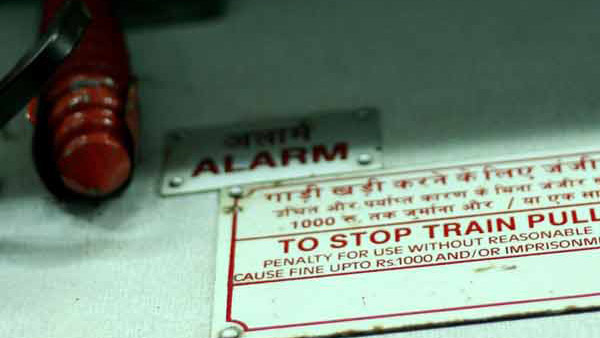 अलार्म
ALARM
गाड़ी खड़ी करने के लिए जंजी
उचित और पर्याप्त कारण के बिना जंजीर
1000 रु. तक जुर्माना और / या एक सा
TO STOP TRAIN PULL
PENALTY FOR USE WITHOUT REASONABLE
CAUSE FINE UPTO Rs.1000 AND/OR IMPRISONM